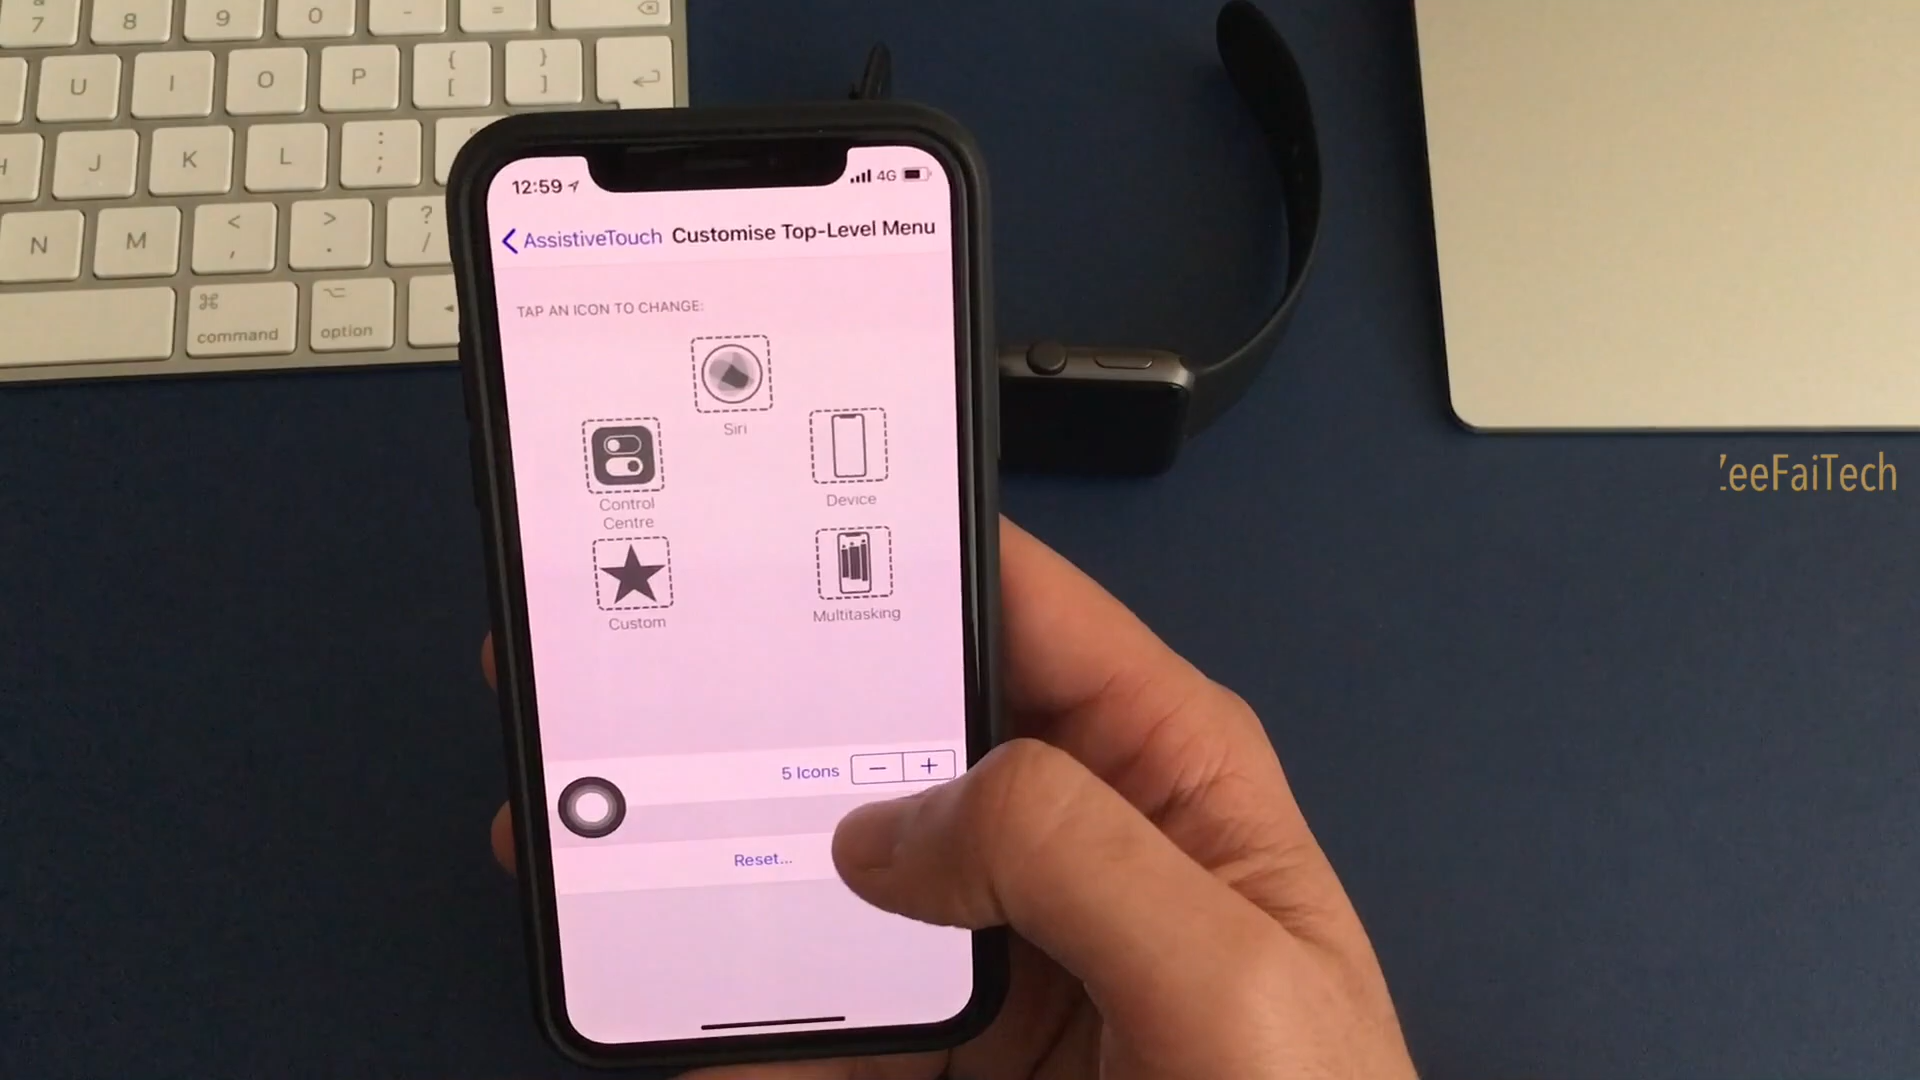 7 8 9 0 - =
U I O P { [ } ]
H J K L : ;
N M < , > . ? /
⌘ command ⌥ option
12:59
4G
AssistiveTouch Customise Top-Level Menu
TAP AN ICON TO CHANGE:
Siri
Control
Centre
Device
Custom
Multitasking
5 Icons − +
Reset...
eeFaiTech